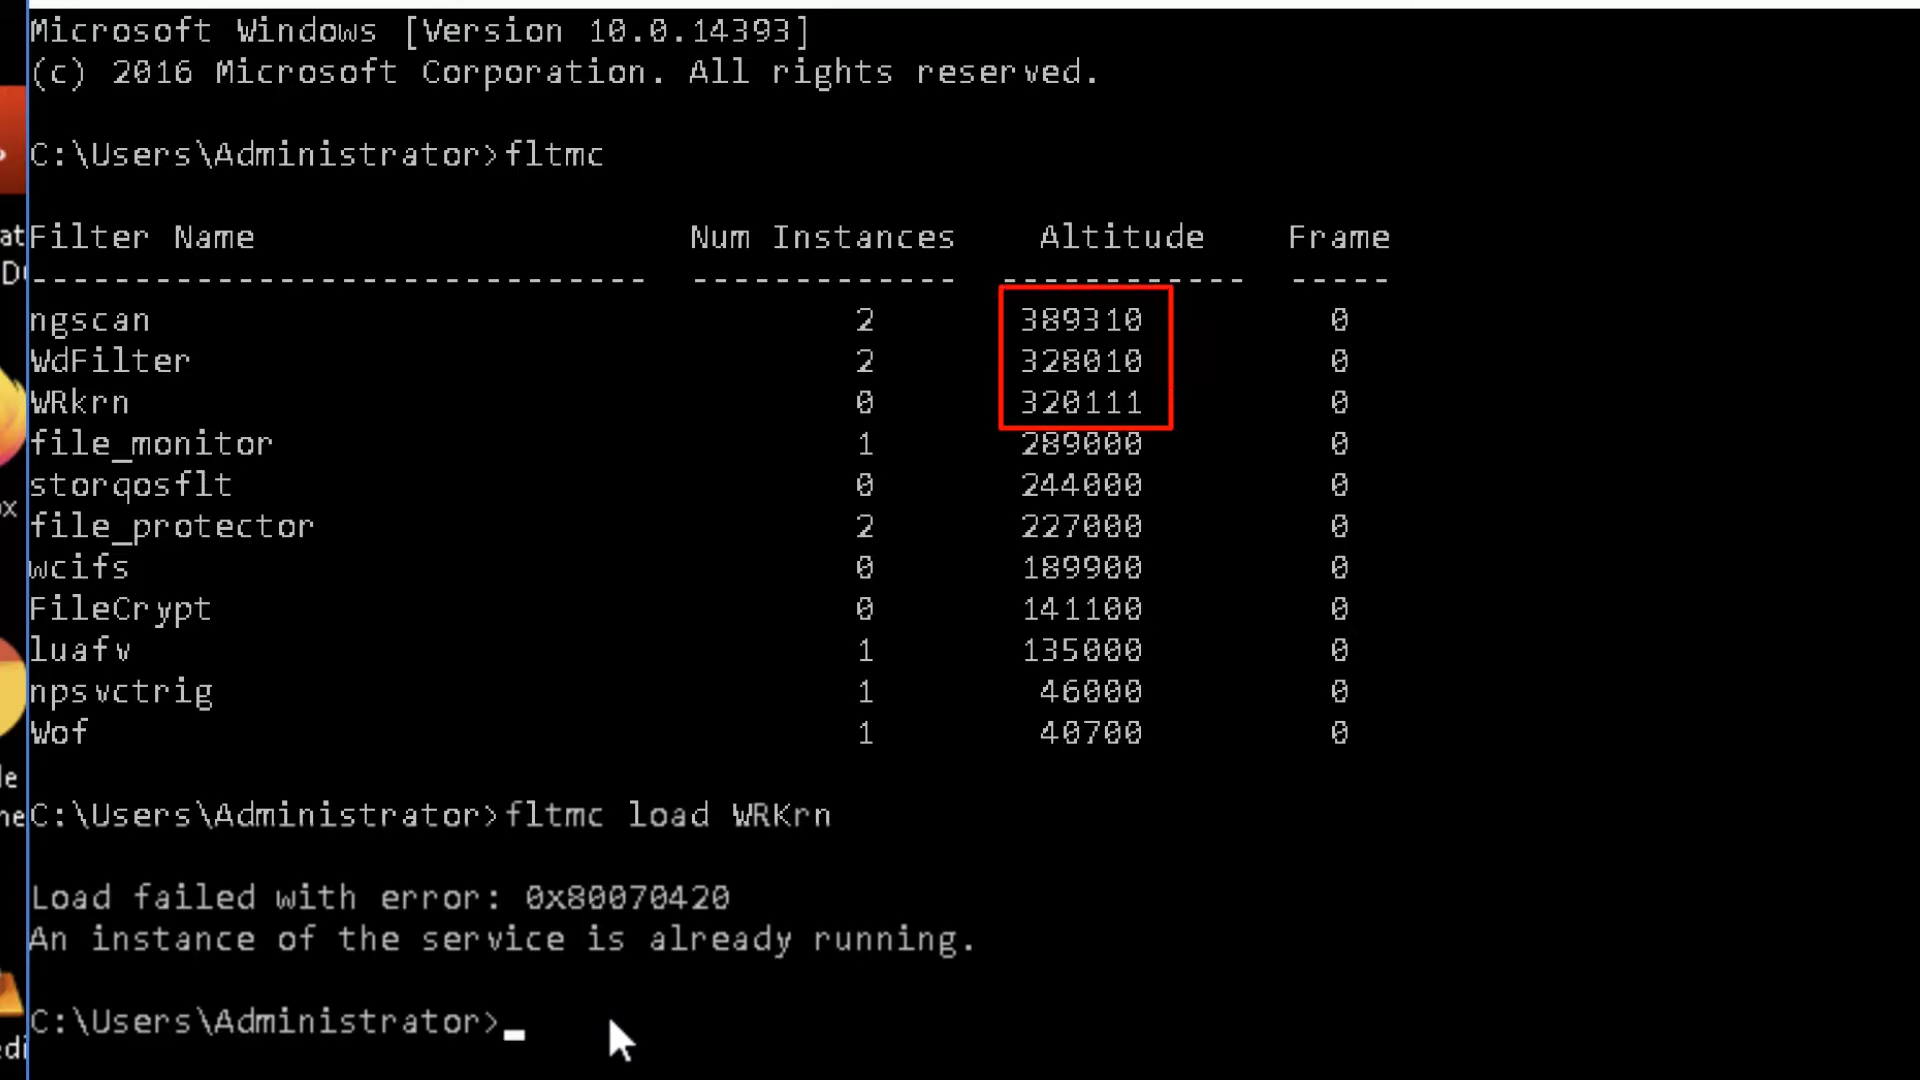 Microsoft Windows [Version 10.0.14393]
(c) 2016 Microsoft Corporation. All rights reserved.
C:\Users\Administrator>fltmc
Filter Name                     Num Instances    Altitude    Frame
------------------------------  -------------  ------------  -----
ngscan                                  2       389310         0
WdFilter                                2       328010         0
WRkrn                                   0       320111         0
file_monitor                            1       289000         0
storqosflt                              0       244000         0
file_protector                          2       227000         0
wcifs                                   0       189900         0
FileCrypt                               0       141100         0
luafv                                   1       135000         0
npsvctrig                               1        46000         0
Wof                                     1        40700         0
C:\Users\Administrator>fltmc load WRKrn
Load failed with error: 0x80070420
An instance of the service is already running.
C:\Users\Administrator>